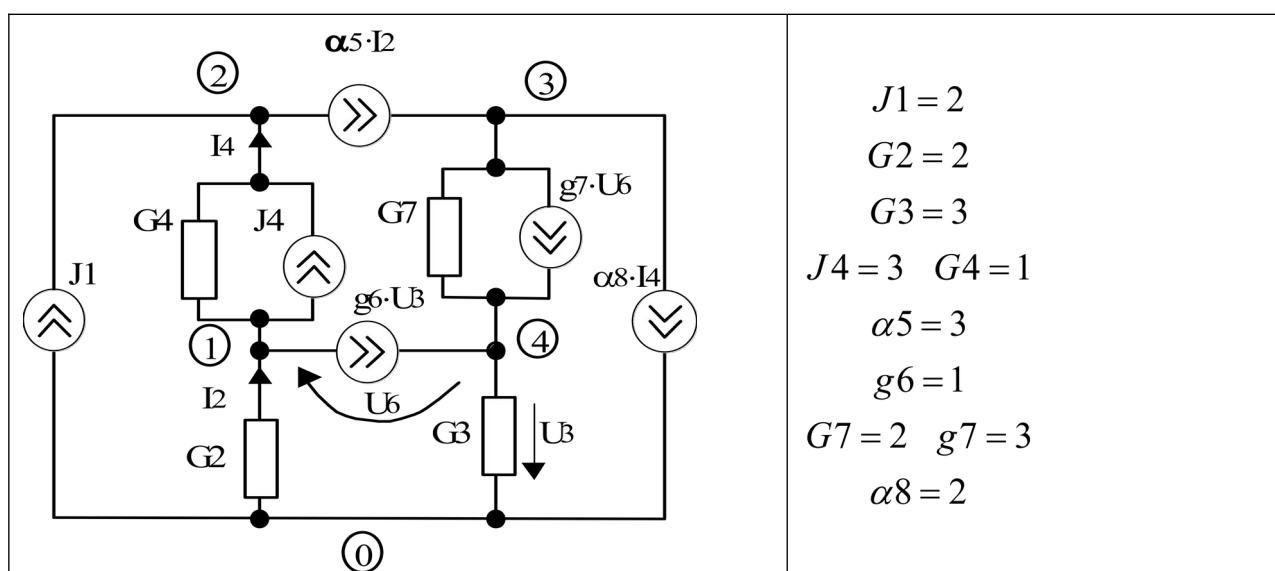 α5·I2
2
3
I4
g7·U6
G4
J4
G7
J1
α8·I4
g6·U3
1
4
I2
U6
G3
U3
G2
0
J1 = 2
G2 = 2
G3 = 3
J4 = 3 G4 = 1
α5 = 3
g6 = 1
G7 = 2 g7 = 3
α8 = 2